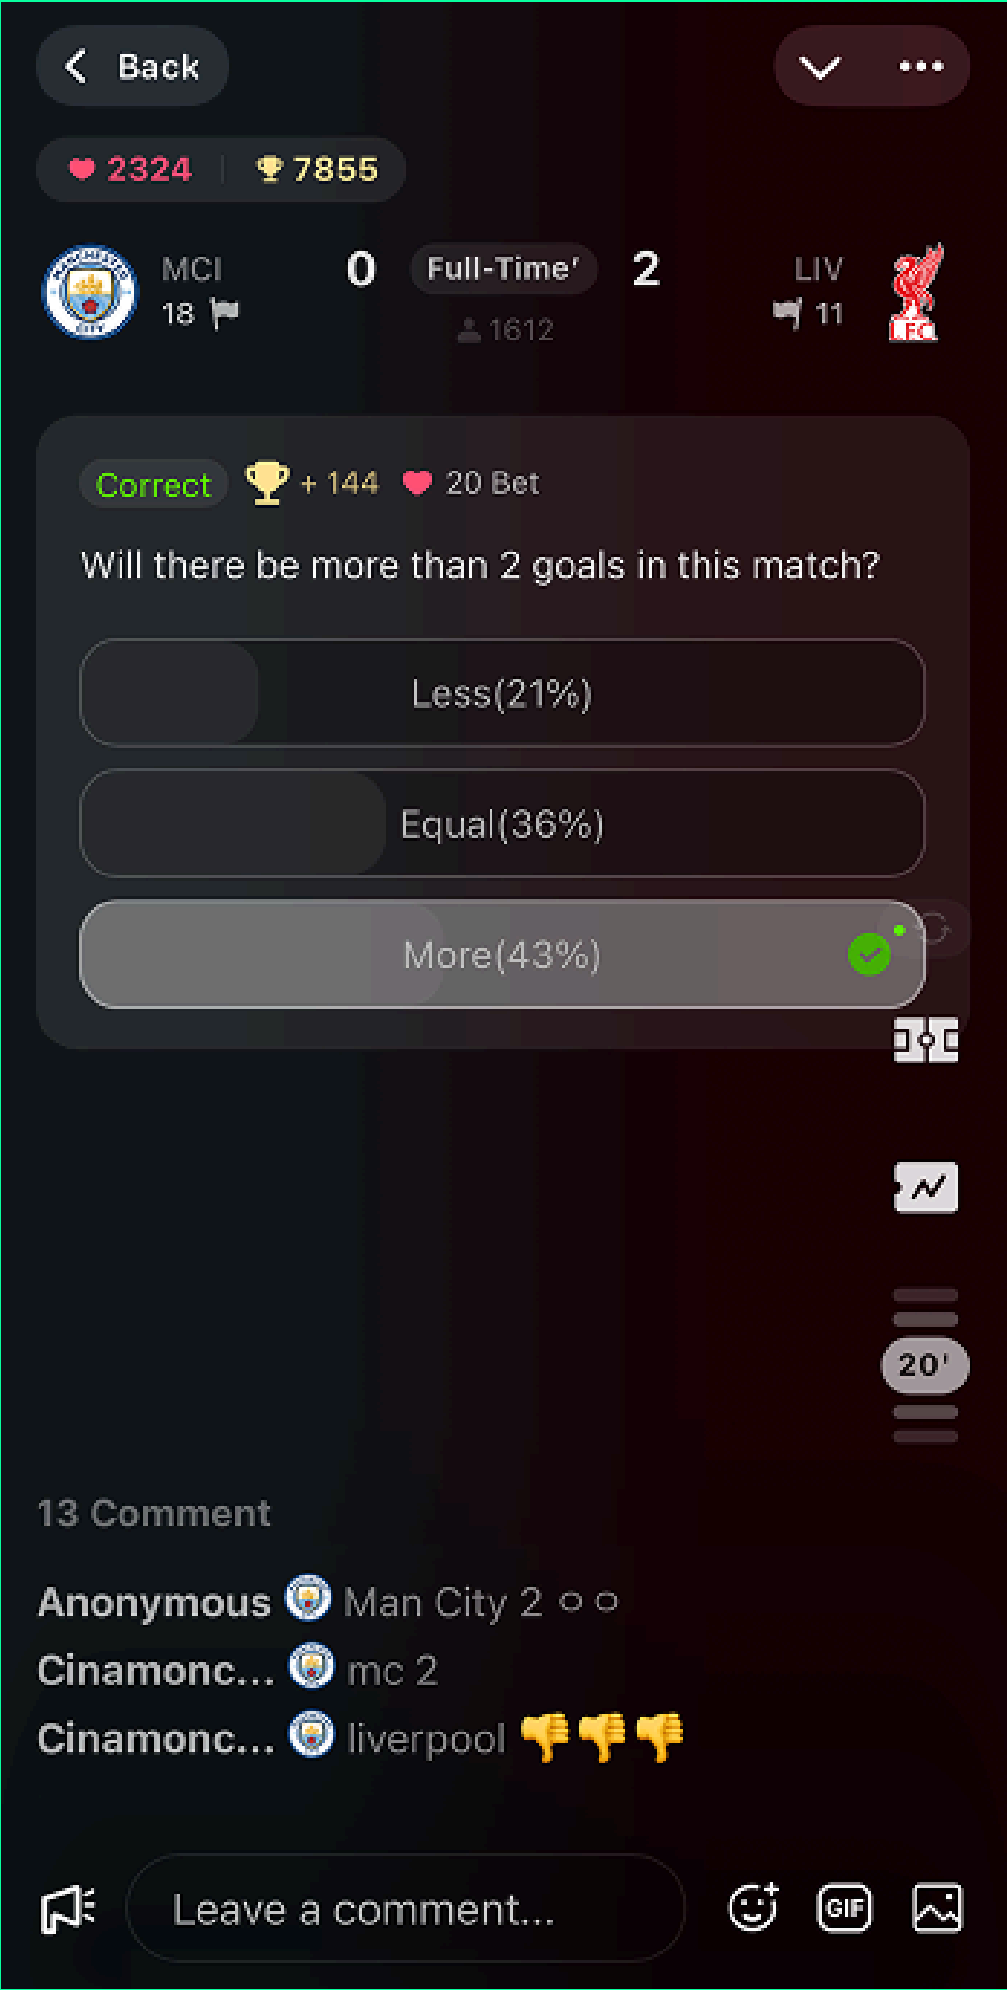 Back
2324 7855
MCI 0 Full-Time' 2 LIV
18 11
1612
MANCHESTER CITY
L.F.C.
Correct + 144 20 Bet
Will there be more than 2 goals in this match?
Less(21%)
Equal(36%)
More(43%)
20'
13 Comment
Anonymous Man City 2 ○○
Cinamonc... mc 2
Cinamonc... liverpool 👎👎👎
Leave a comment... GIF